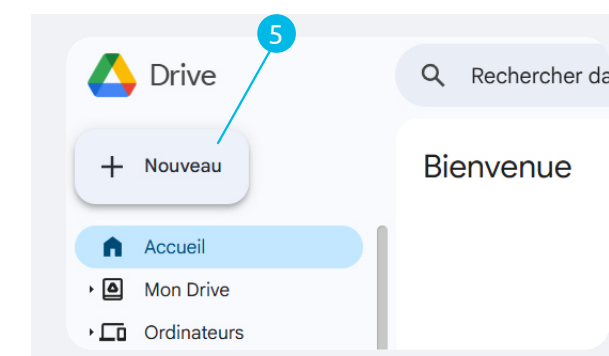 5
Drive
Rechercher da
Nouveau
Bienvenue
Accueil
Mon Drive
Ordinateurs